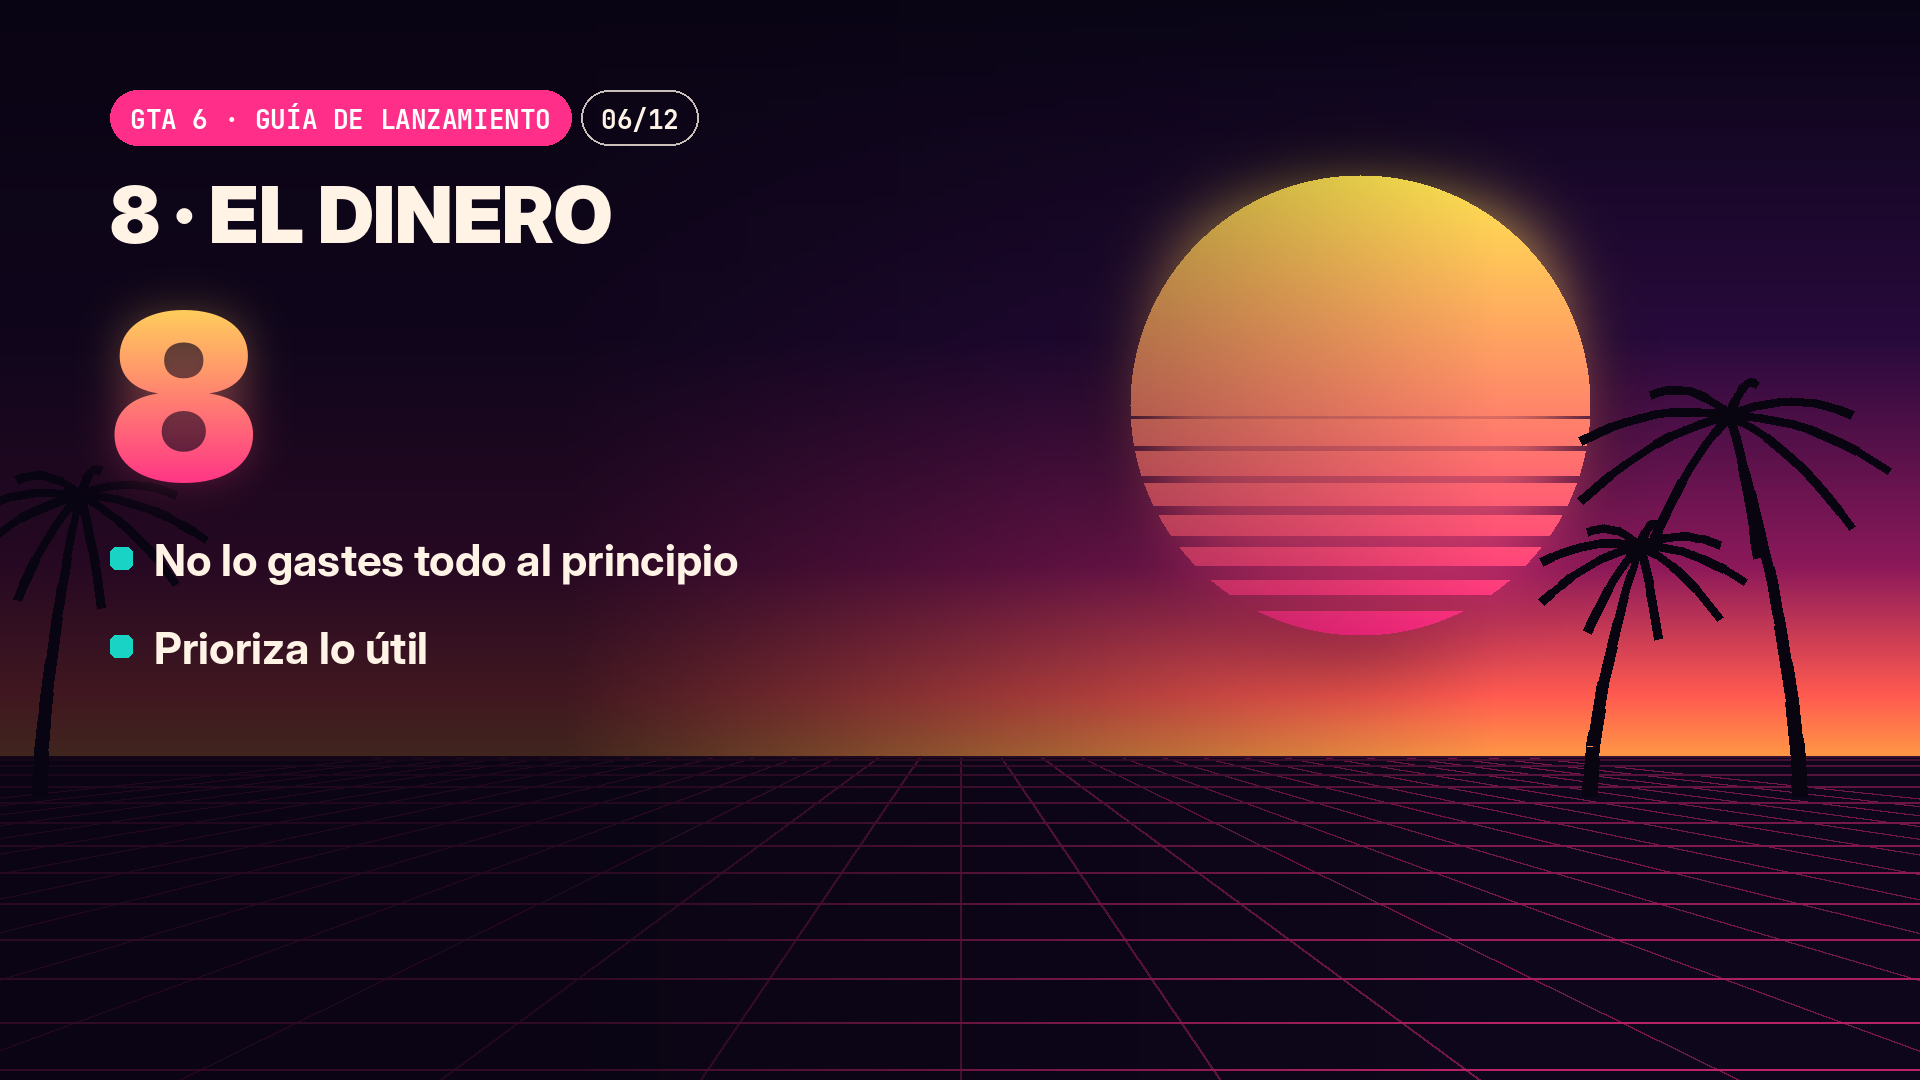 GTA 6 · GUÍA DE LANZAMIENTO 06/12
8 · EL DINERO
8
No lo gastes todo al principio
Prioriza lo útil